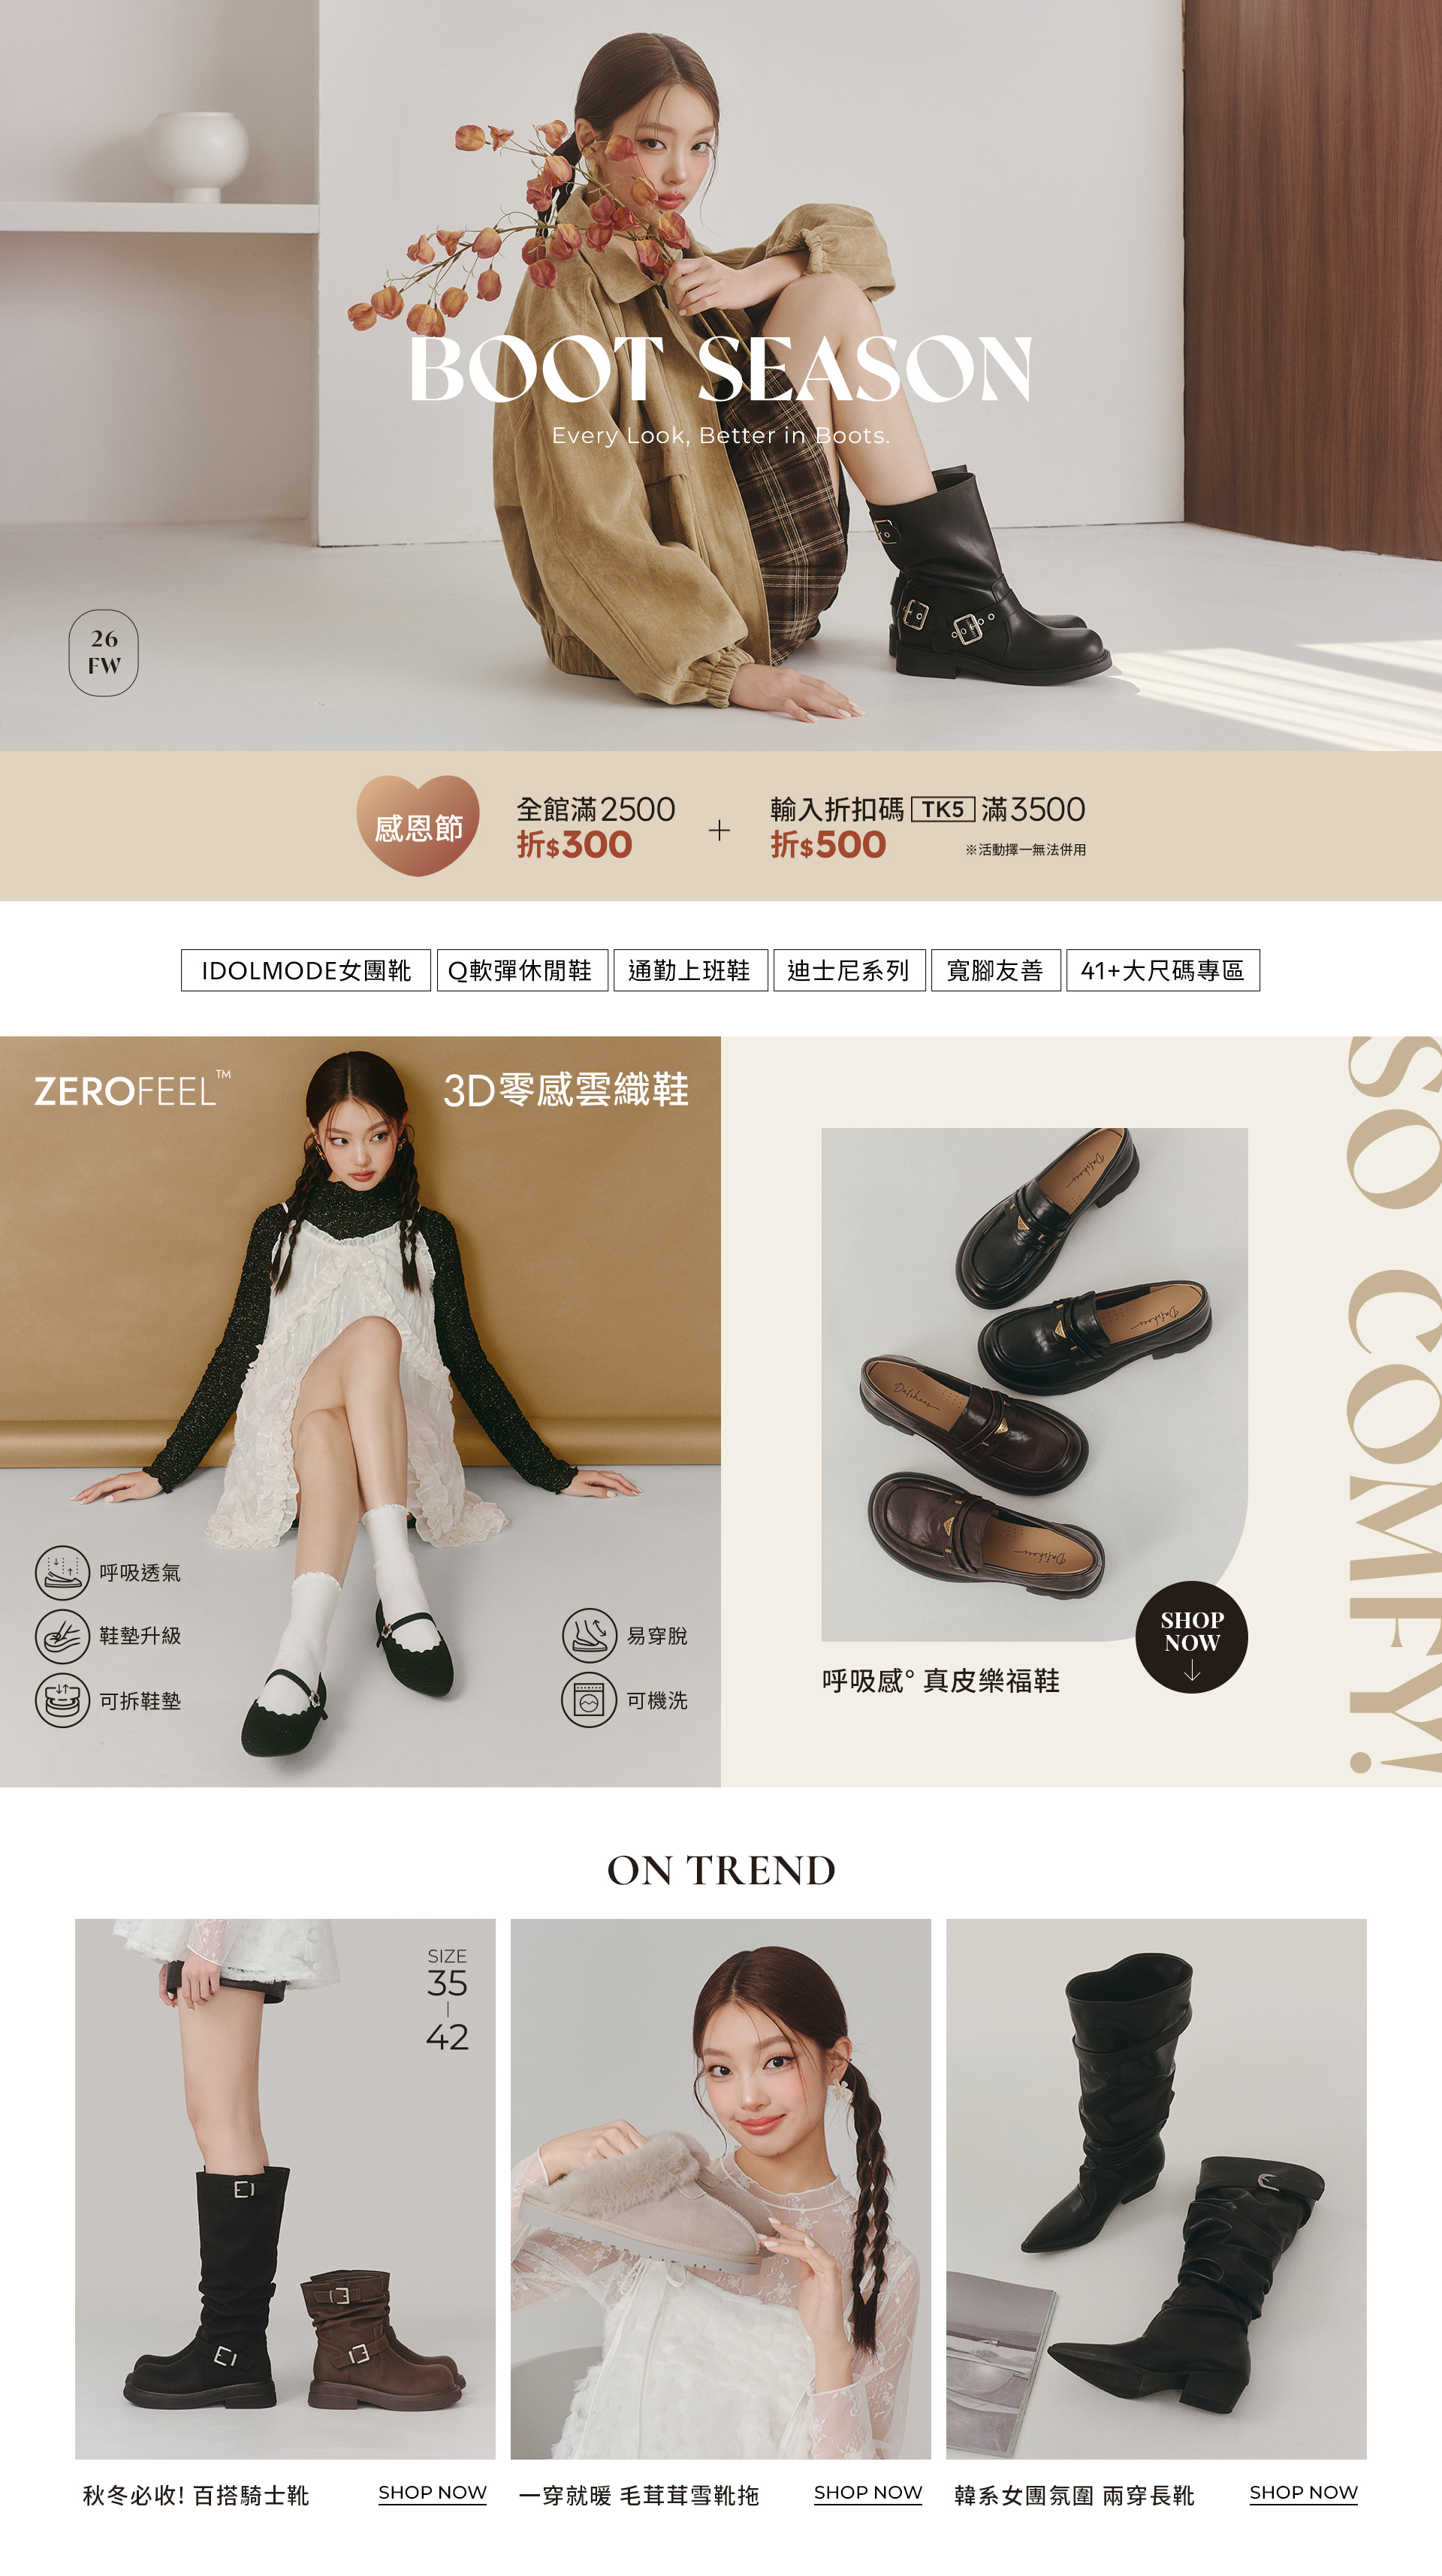 BOOT SEASON
Every Look, Better in Boots.
26
FW
感恩節
全館滿2500
折$300
+
輸入折扣碼 TK5 滿3500
折$500
※活動擇一無法併用
IDOLMODE女團靴
Q軟彈休閒鞋
通勤上班鞋
迪士尼系列
寬腳友善
41+大尺碼專區
ZEROFEEL™
3D零感雲織鞋
呼吸透氣
鞋墊升級
可拆鞋墊
易穿脫
可機洗
SO COMFY!
Dafshoes
Dafshoes
Dafshoes
Dafshoes
SHOP
NOW
呼吸感° 真皮樂福鞋
ON TREND
SIZE
35
|
42
秋冬必收! 百搭騎士靴
SHOP NOW
一穿就暖 毛茸茸雪靴拖
SHOP NOW
韓系女團氛圍 兩穿長靴
SHOP NOW